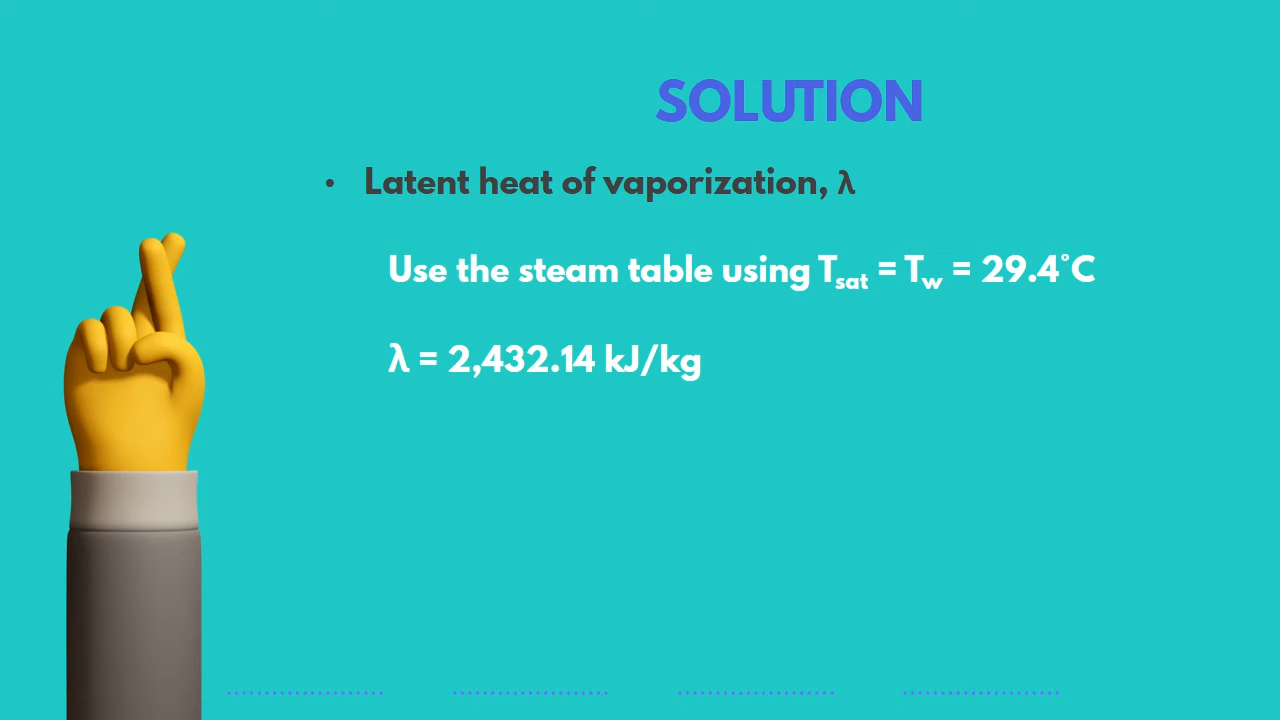 SOLUTION
• Latent heat of vaporization, λ
Use the steam table using Tsat = Tw = 29.4°C
λ = 2,432.14 kJ/kg